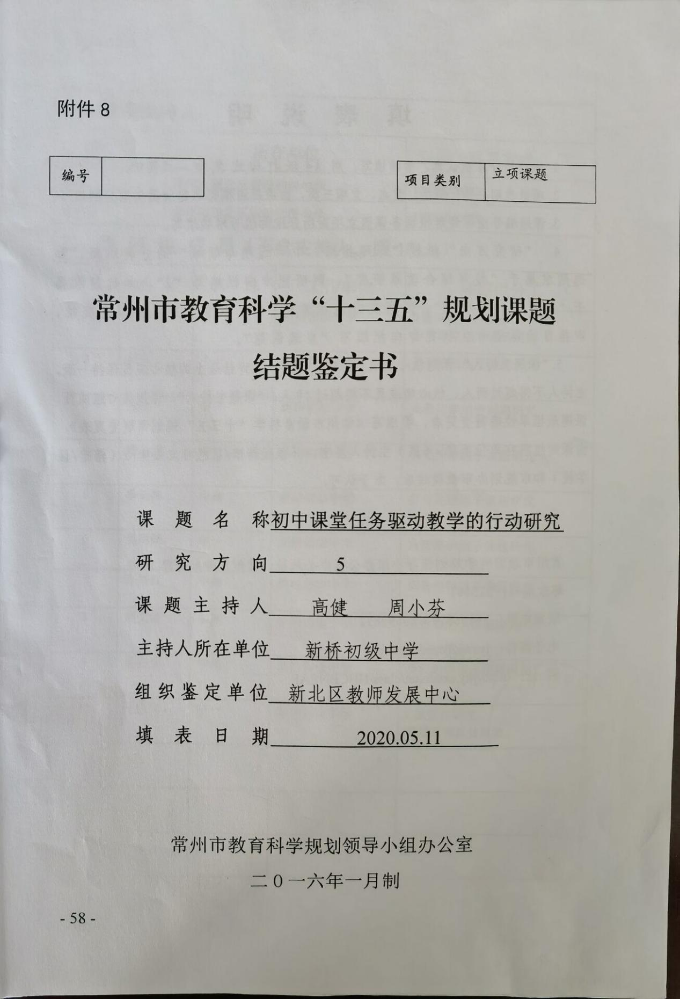 附件 8
编号
项目类别 立项课题
常州市教育科学“十三五”规划课题
结题鉴定书
课题名称初中课堂任务驱动教学的行动研究
研究方向 5
课题主持人 高健 周小芬
主持人所在单位 新桥初级中学
组织鉴定单位 新北区教师发展中心
填表日期 2020.05.11
常州市教育科学规划领导小组办公室
二0一六年一月制
- 58 -